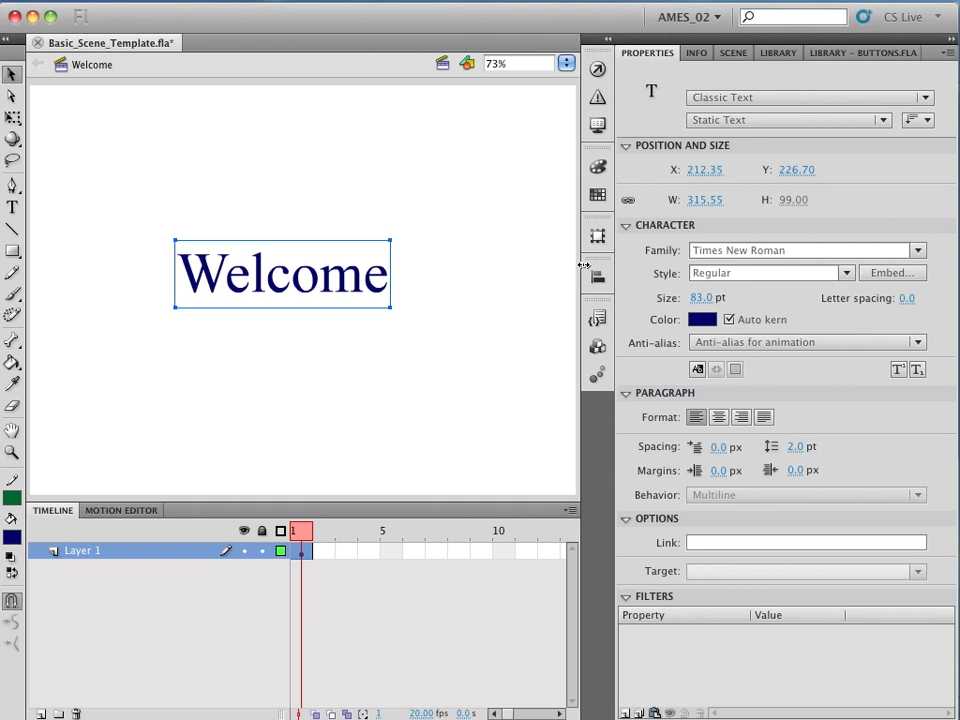 Fl AMES_02 CS Live
Basic_Scene_Template.fla*
Welcome 73%
Welcome
PROPERTIES INFO SCENE LIBRARY LIBRARY - BUTTONS.FLA
T Classic Text
Static Text
POSITION AND SIZE
X: 212.35 Y: 226.70
W: 315.55 H: 99.00
CHARACTER
Family: Times New Roman
Style: Regular Embed...
Size: 83.0 pt Letter spacing: 0.0
Color: Auto kern
Anti-alias: Anti-alias for animation
PARAGRAPH
Format:
Spacing: 0.0 px 2.0 pt
Margins: 0.0 px 0.0 px
Behavior: Multiline
OPTIONS
Link:
Target:
FILTERS
Property Value
TIMELINE MOTION EDITOR
1 5 10
Layer 1
1 20.00 fps 0.0 s